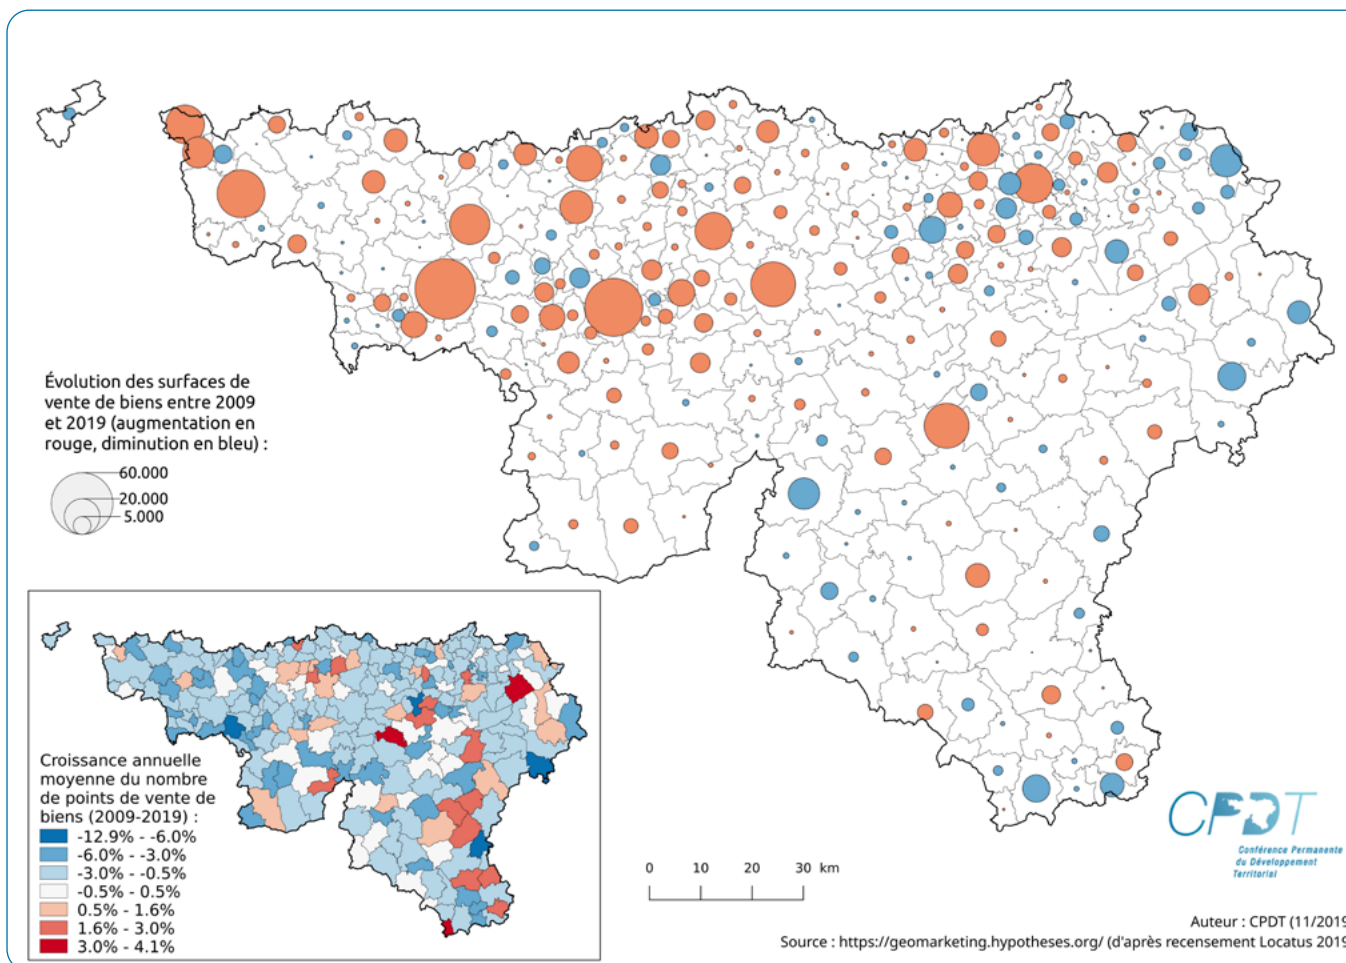 Évolution des surfaces de
vente de biens entre 2009
et 2019 (augmentation en
rouge, diminution en bleu) :
60.000
20.000
5.000
Croissance annuelle
moyenne du nombre
de points de vente de
biens (2009-2019) :
-12.9% - -6.0%
-6.0% - -3.0%
-3.0% - -0.5%
-0.5% - 0.5%
0.5% - 1.6%
1.6% - 3.0%
3.0% - 4.1%
0 10 20 30 km
CPDT
Conférence Permanente
du Développement
Territorial
Auteur : CPDT (11/2019
Source : https://geomarketing.hypotheses.org/ (d'après recensement Locatus 2019